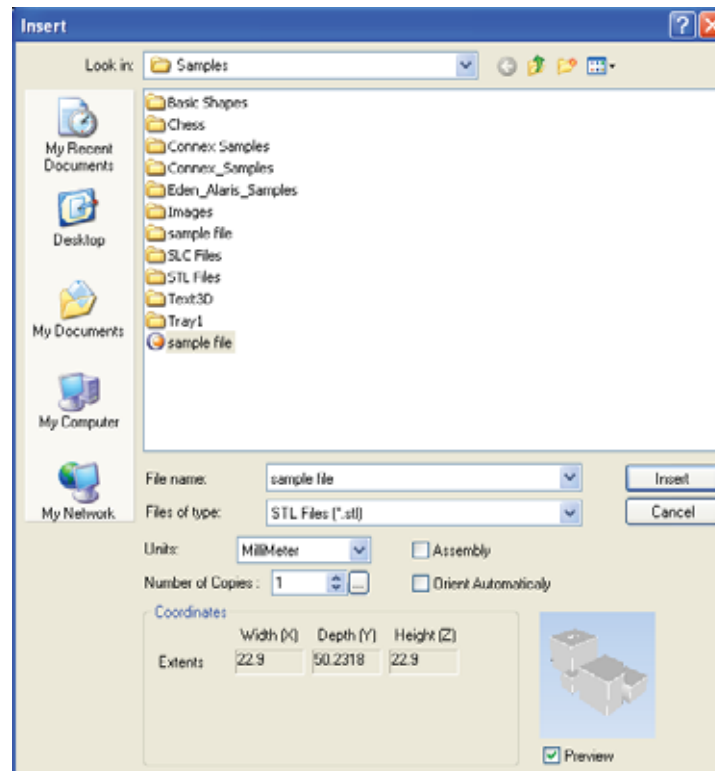 Insert
Look in: Samples
My Recent Documents
Desktop
My Documents
My Computer
My Network
Basic Shapes
Chess
Connex Samples
Connex_Samples
Eden_Alaris_Samples
Images
sample file
SLC Files
STL Files
Text3D
Tray1
sample file
File name: sample file Insert
Files of type: STL Files (*.stl) Cancel
Units: MilliMeter Assembly
Number of Copies : 1 ... Orient Automaticaly
Coordinates
Width (X) Depth (Y) Height (Z)
Extents 22.9 50.2318 22.9
Preview